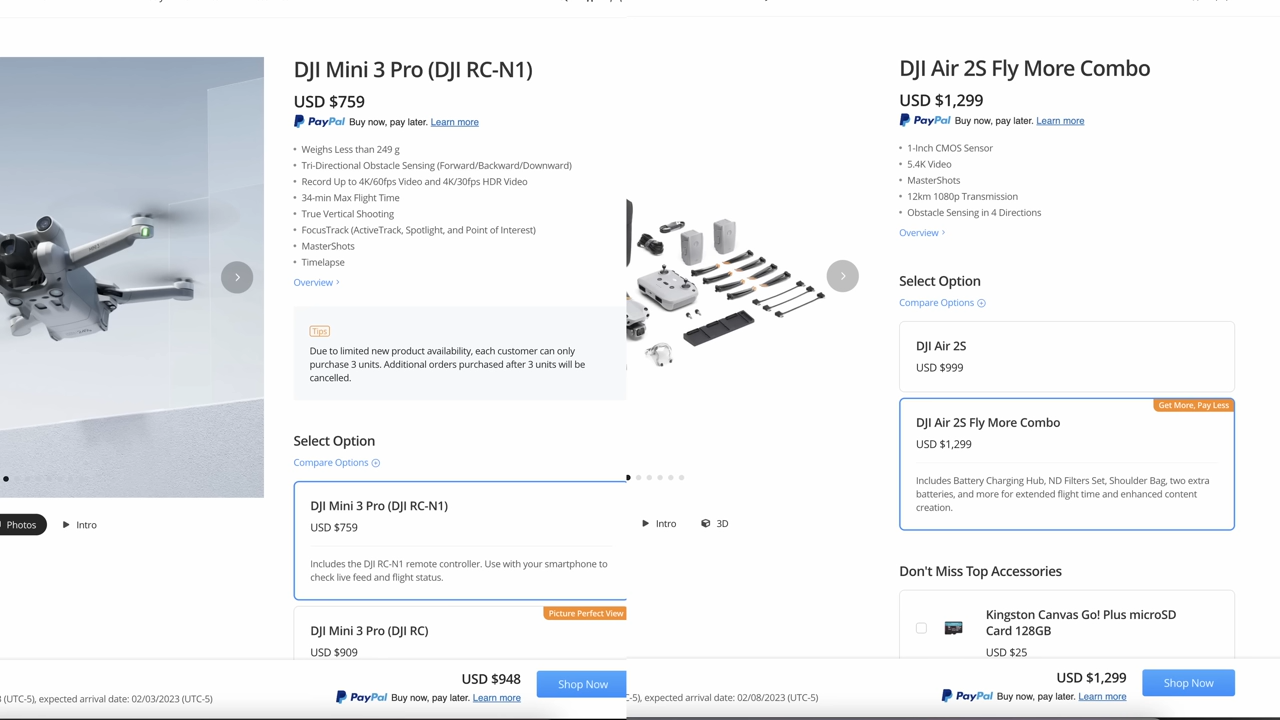 DJI Mini 3 Pro (DJI RC-N1)
USD $759
PayPal Buy now, pay later. Learn more
• Weighs Less than 249 g
• Tri-Directional Obstacle Sensing (Forward/Backward/Downward)
• Record Up to 4K/60fps Video and 4K/30fps HDR Video
• 34-min Max Flight Time
• True Vertical Shooting
• FocusTrack (ActiveTrack, Spotlight, and Point of Interest)
• MasterShots
• Timelapse
Overview >
Tips
Due to limited new product availability, each customer can only
purchase 3 units. Additional orders purchased after 3 units will be
cancelled.
Select Option
Compare Options
DJI Mini 3 Pro (DJI RC-N1)
USD $759
Includes the DJI RC-N1 remote controller. Use with your smartphone to
check live feed and flight status.
Picture Perfect View
DJI Mini 3 Pro (DJI RC)
USD $909
Photos
Intro
(UTC-5), expected arrival date: 02/03/2023 (UTC-5)
USD $948
PayPal Buy now, pay later. Learn more
Shop Now
DJI Air 2S Fly More Combo
USD $1,299
PayPal Buy now, pay later. Learn more
• 1-Inch CMOS Sensor
• 5.4K Video
• MasterShots
• 12km 1080p Transmission
• Obstacle Sensing in 4 Directions
Overview >
Select Option
Compare Options
DJI Air 2S
USD $999
Get More, Pay Less
DJI Air 2S Fly More Combo
USD $1,299
Includes Battery Charging Hub, ND Filters Set, Shoulder Bag, two extra
batteries, and more for extended flight time and enhanced content
creation.
Intro
3D
Don't Miss Top Accessories
Kingston Canvas Go! Plus microSD
Card 128GB
USD $25
-5), expected arrival date: 02/08/2023 (UTC-5)
USD $1,299
PayPal Buy now, pay later. Learn more
Shop Now